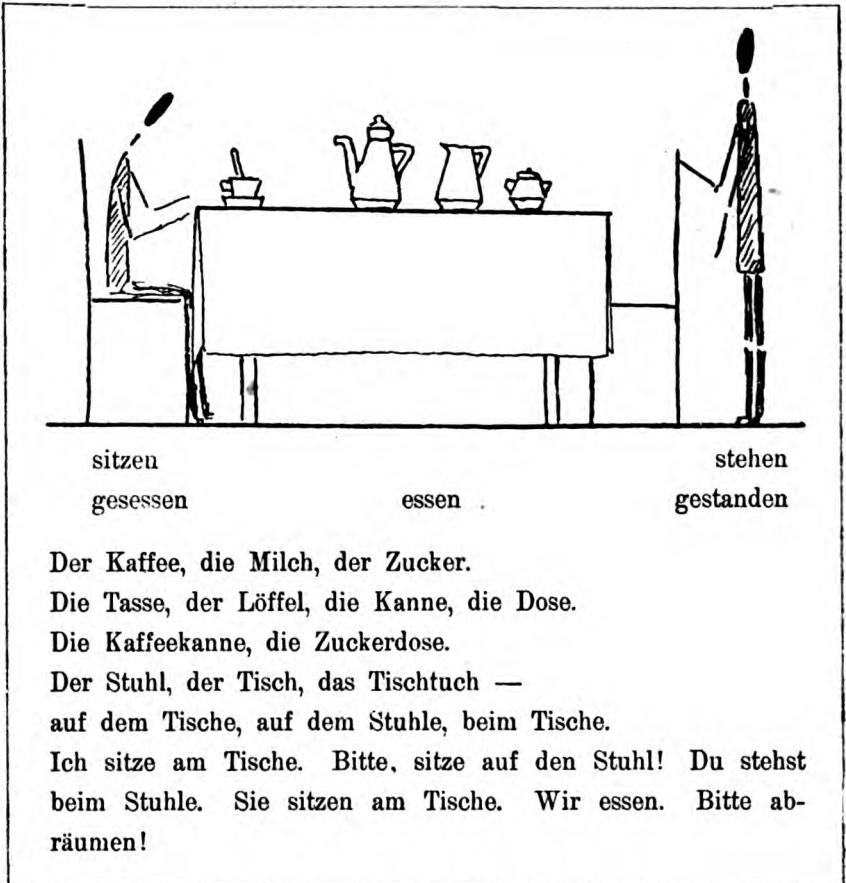 sitzen stehen
gesessen essen gestanden
Der Kaffee, die Milch, der Zucker.
Die Tasse, der Löffel, die Kanne, die Dose.
Die Kaffeekanne, die Zuckerdose.
Der Stuhl, der Tisch, das Tischtuch —
auf dem Tische, auf dem Stuhle, beim Tische.
Ich sitze am Tische. Bitte, sitze auf den Stuhl! Du stehst
beim Stuhle. Sie sitzen am Tische. Wir essen. Bitte ab-
räumen!